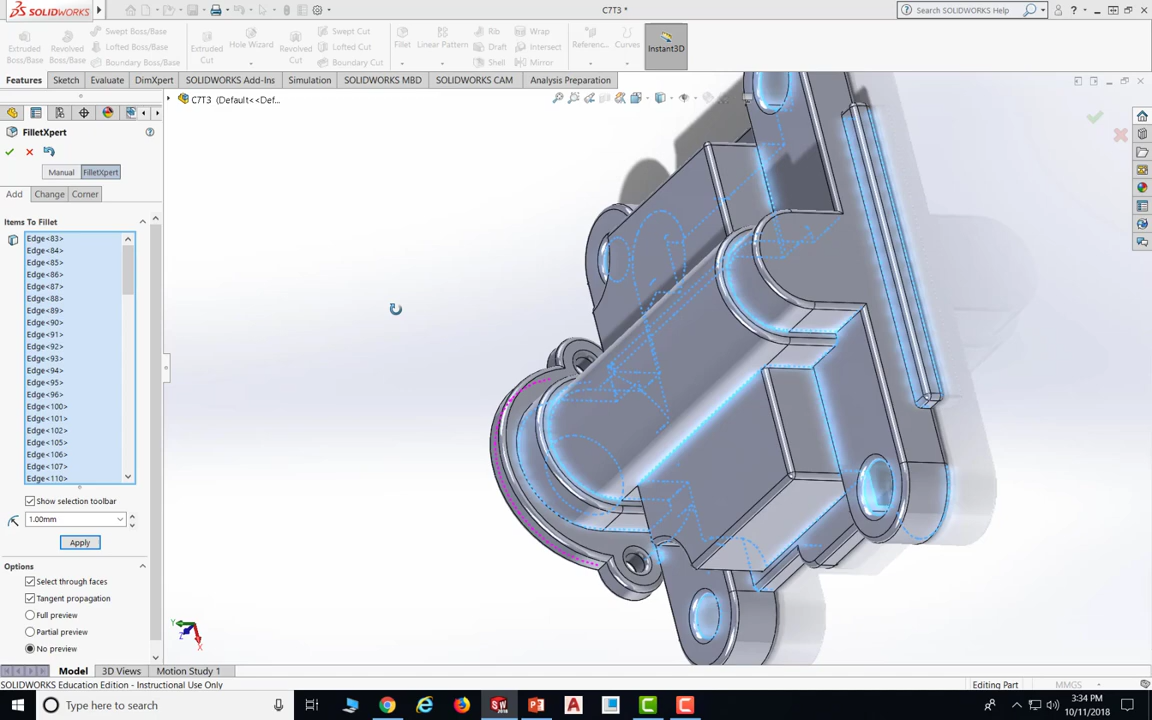 SOLIDWORKS
C7T3 *
Search SOLIDWORKS Help
Extruded Boss/Base
Revolved Boss/Base
Swept Boss/Base
Lofted Boss/Base
Boundary Boss/Base
Extruded Cut
Hole Wizard
Revolved Cut
Swept Cut
Lofted Cut
Boundary Cut
Fillet
Linear Pattern
Rib
Draft
Shell
Wrap
Intersect
Mirror
Referenc...
Curves
Instant3D
Features
Sketch
Evaluate
DimXpert
SOLIDWORKS Add-Ins
Simulation
SOLIDWORKS MBD
SOLIDWORKS CAM
Analysis Preparation
C7T3 (Default<<Def...
FilletXpert
Manual
FilletXpert
Add
Change
Corner
Items To Fillet
Edge<83>
Edge<84>
Edge<85>
Edge<86>
Edge<87>
Edge<88>
Edge<89>
Edge<90>
Edge<91>
Edge<92>
Edge<93>
Edge<94>
Edge<95>
Edge<96>
Edge<100>
Edge<101>
Edge<102>
Edge<105>
Edge<106>
Edge<107>
Edge<110>
Show selection toolbar
1.00mm
Apply
Options
Select through faces
Tangent propagation
Full preview
Partial preview
No preview
Y
Z
X
Model
3D Views
Motion Study 1
SOLIDWORKS Education Edition - Instructional Use Only
Editing Part
MMGS
Type here to search
3:34 PM
10/11/2018